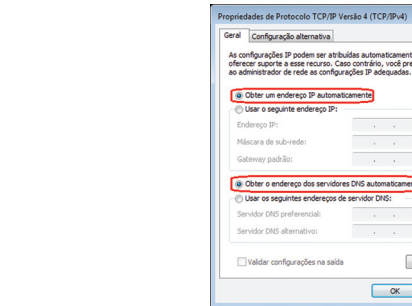 Propriedades de Protocolo TCP/IP Versão 4 (TCP/IPv4)
Geral Configuração alternativa
As configurações IP podem ser atribuídas
oferecer suporte a esse recurso. Caso contrário, você
ao administrador de rede as configurações IP adequadas.
Obter um endereço IP automaticamente
Usar o seguinte endereço IP:
Endereço IP:
Máscara de sub-rede:
Gateway padrão:
Obter o endereço dos servidores DNS
Usar os seguintes endereços de servidor DNS:
Servidor DNS preferencial:
Servidor DNS alternativo:
Validar configurações na saída
OK